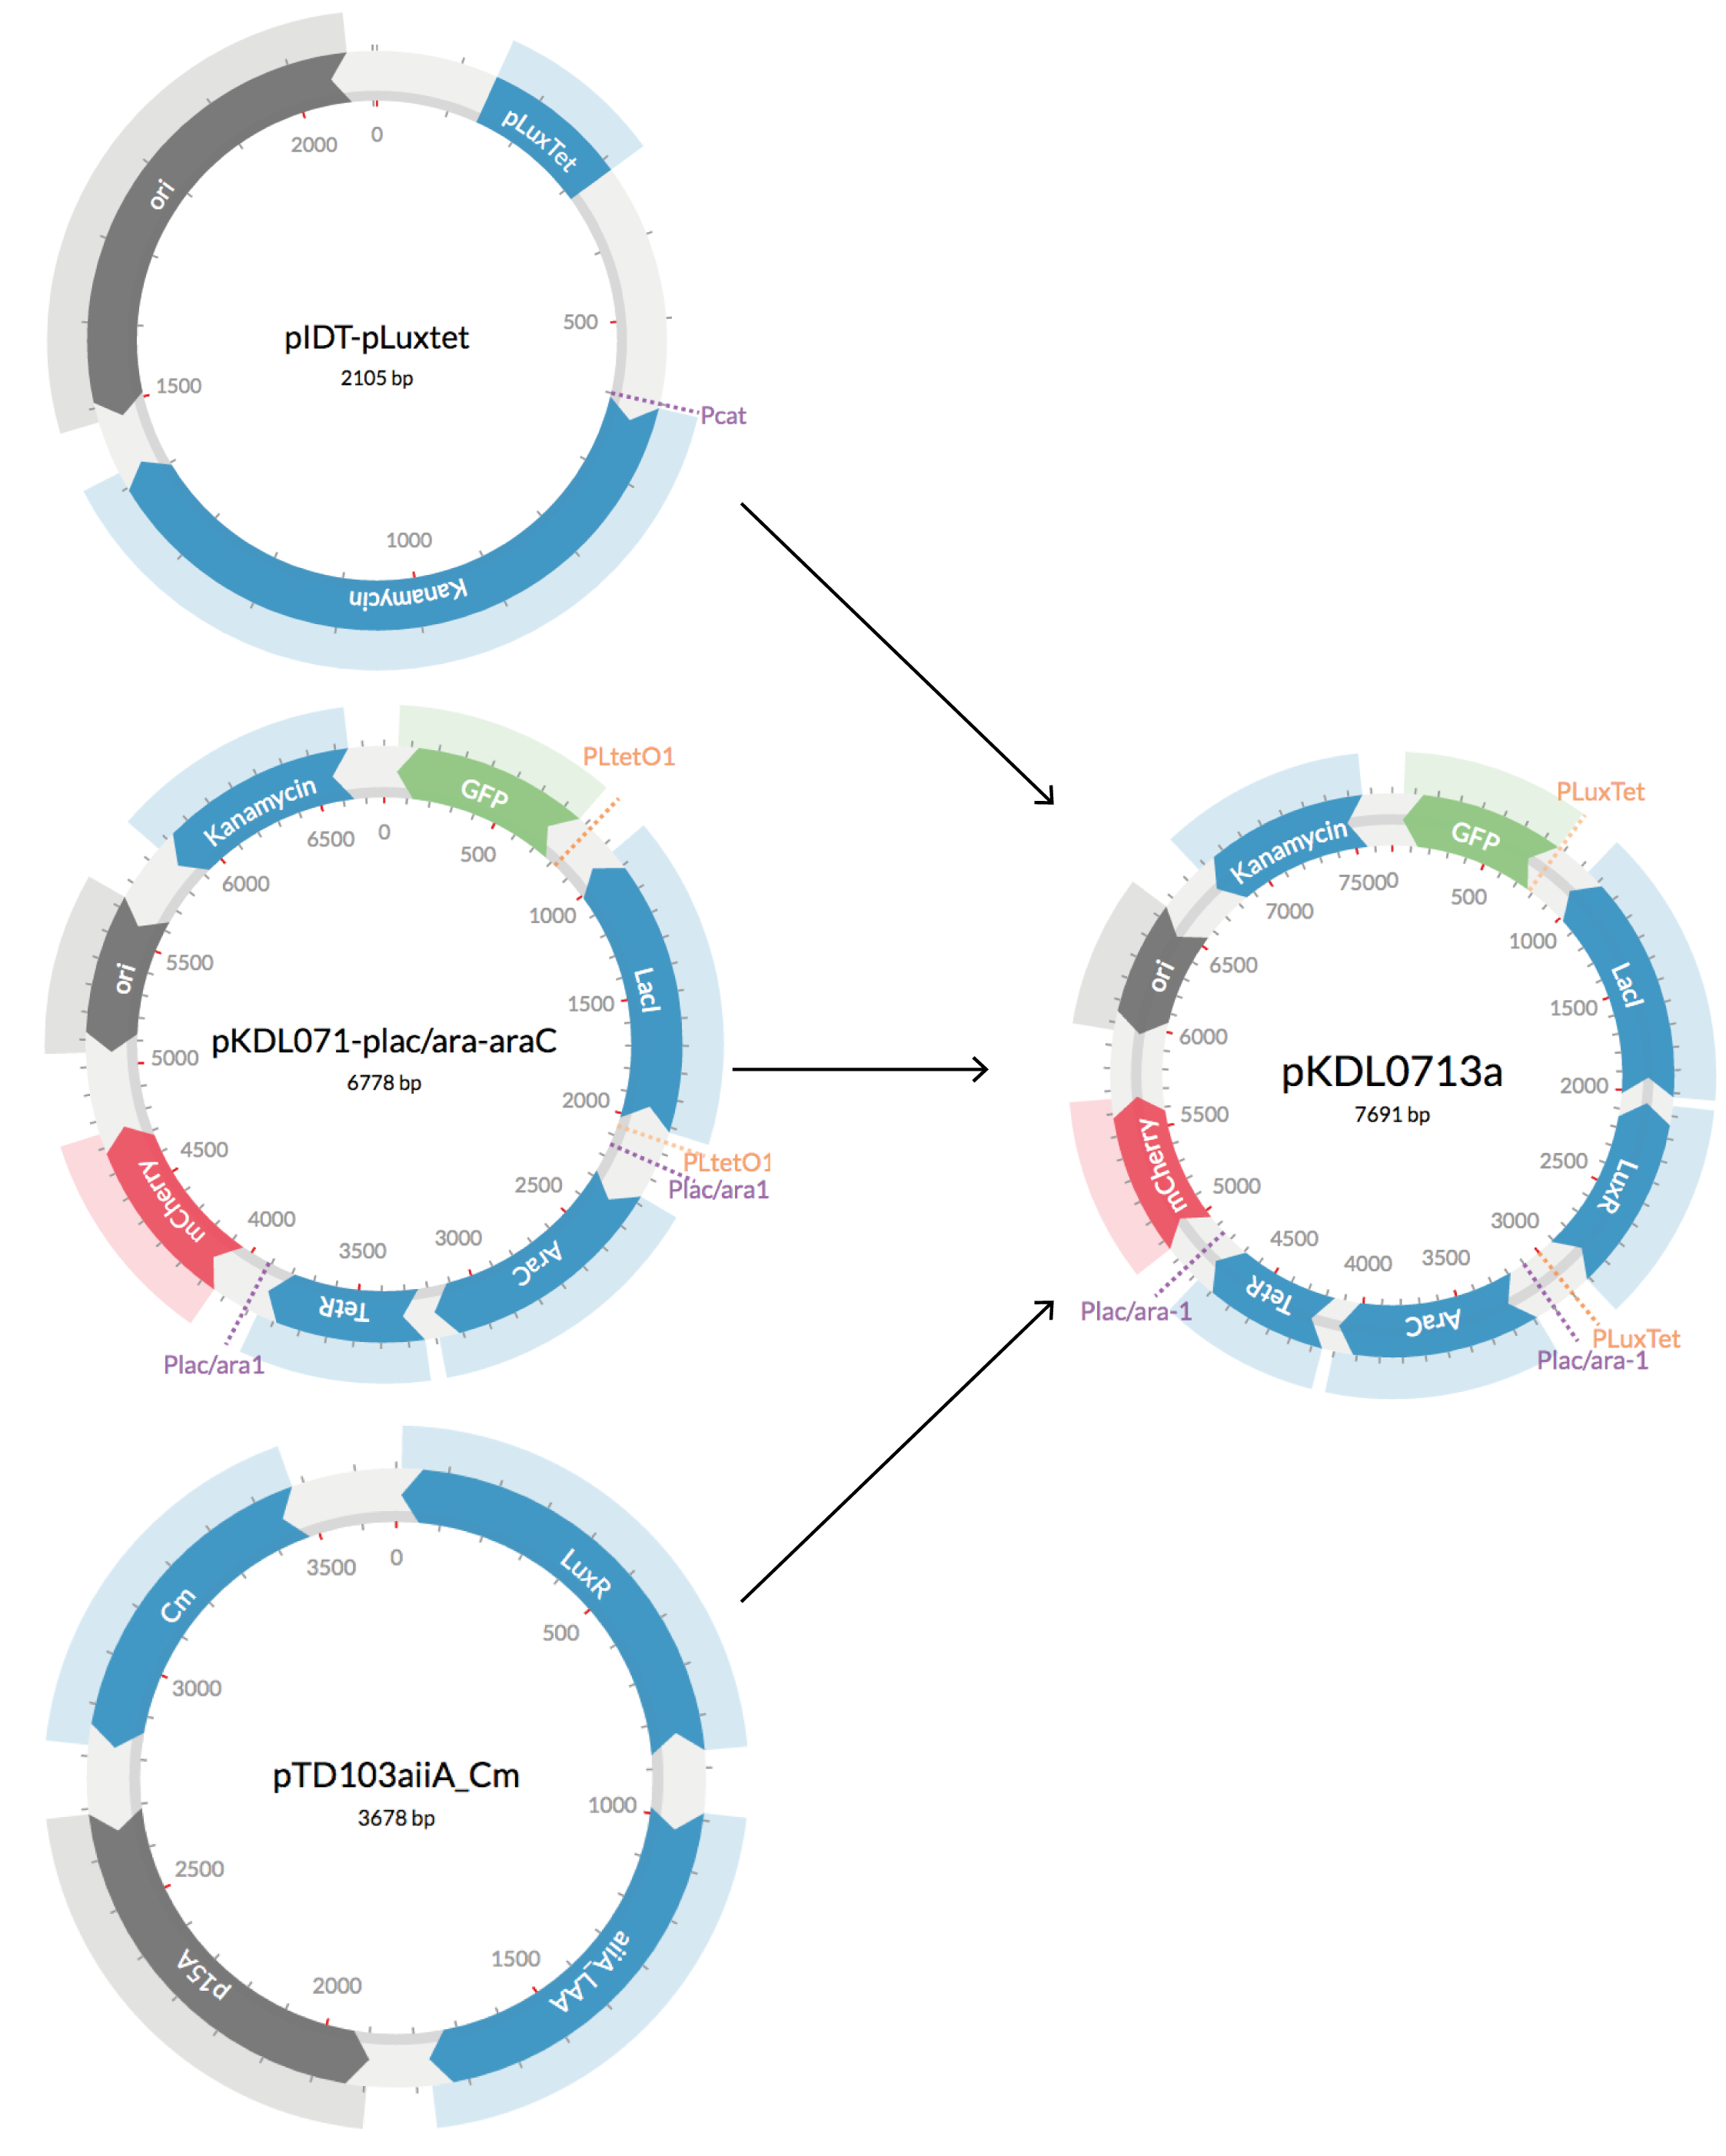 pLuxTet
ori
2000
0
500
pIDT-pLuxtet
2105 bp
1500
Pcat
1000
Kanamycin
PLtetO1
GFP
Kanamycin
6500
0
500
6000
1000
ori
5500
LacI
1500
pKDL071-plac/ara-araC
5000
6778 bp
2000
4500
PLtetO1
Plac/ara1
2500
mCherry
4000
3000
3500
AraC
TetR
Plac/ara1
PLuxTet
GFP
Kanamycin
75000
500
7000
1000
ori
6500
LacI
1500
6000
pKDL0713a
2000
7691 bp
5500
mCherry
2500
LuxR
5000
3000
4500
3500
4000
TetR
AraC
Plac/ara-1
PLuxTet
Plac/ara-1
LuxR
3500
0
Cm
500
3000
pTD103aiiA_Cm
1000
3678 bp
2500
aiiA_LAA
1500
p15A
2000